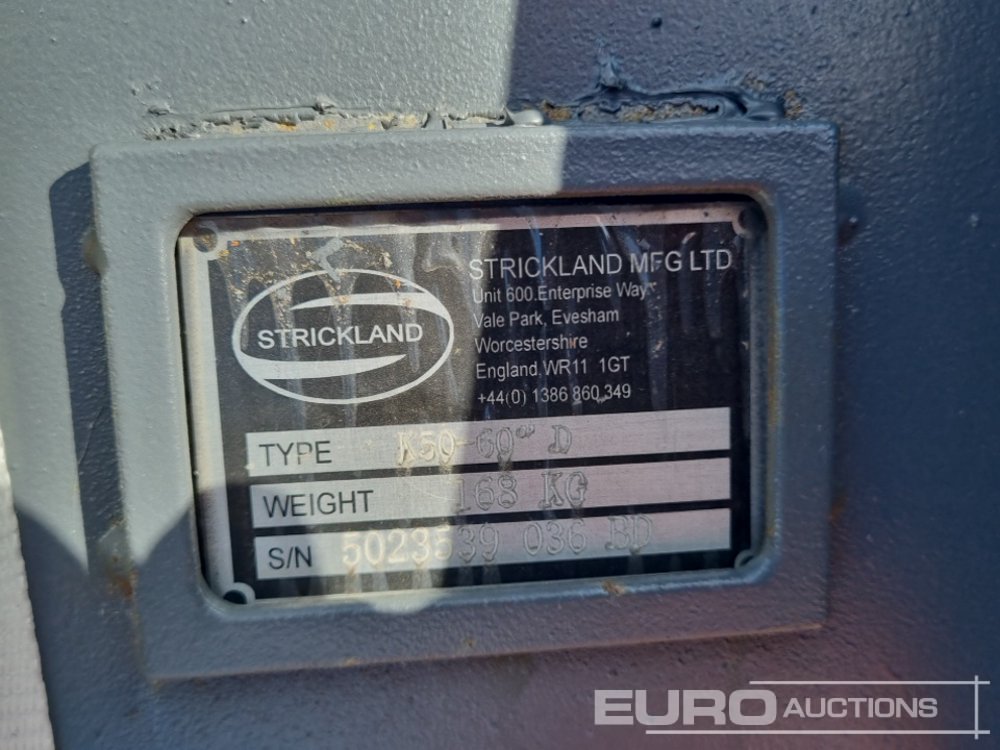 STRICKLAND
STRICKLAND MFG LTD
Unit 600.Enterprise Way
Vale Park, Evesham
Worcestershire
England.WR11 1GT
+44(0) 1386 860 349
TYPE K50-60" D
WEIGHT 168 KG
S/N 5023539 036 BD
EURO AUCTIONS